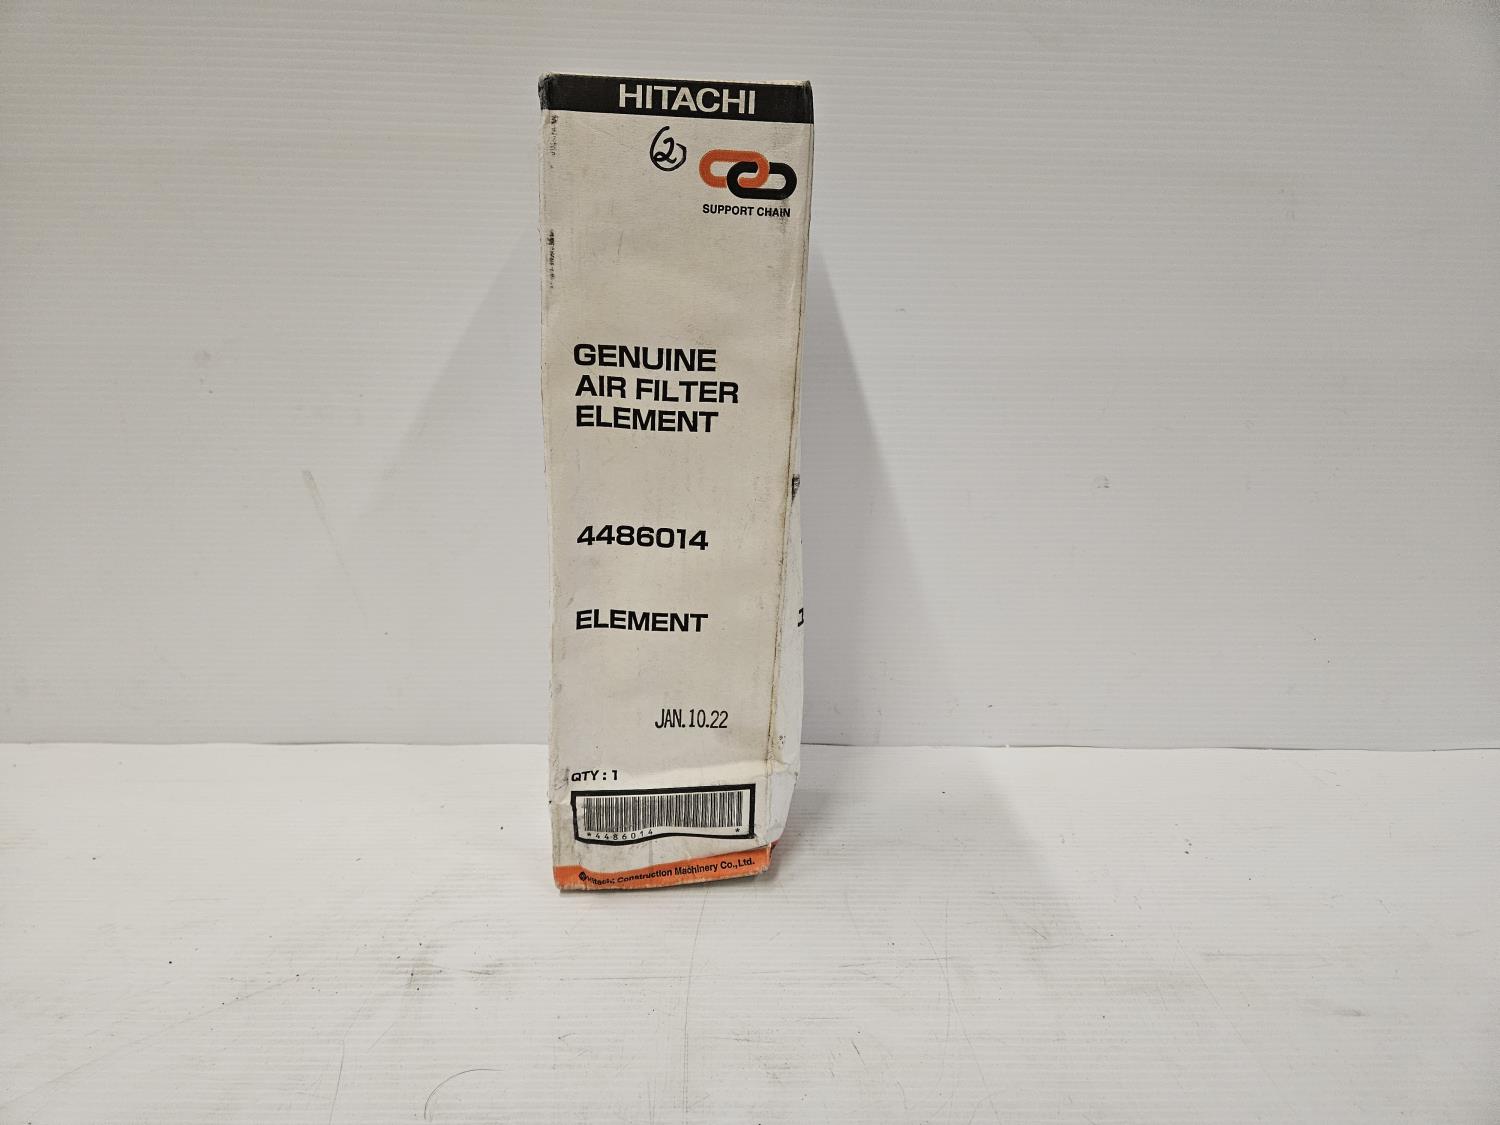 HITACHI
2
SUPPORT CHAIN
GENUINE
AIR FILTER
ELEMENT
4486014
ELEMENT
JAN.10.22
QTY : 1
*4486014 *
Hitachi Construction Machinery Co.,Ltd.